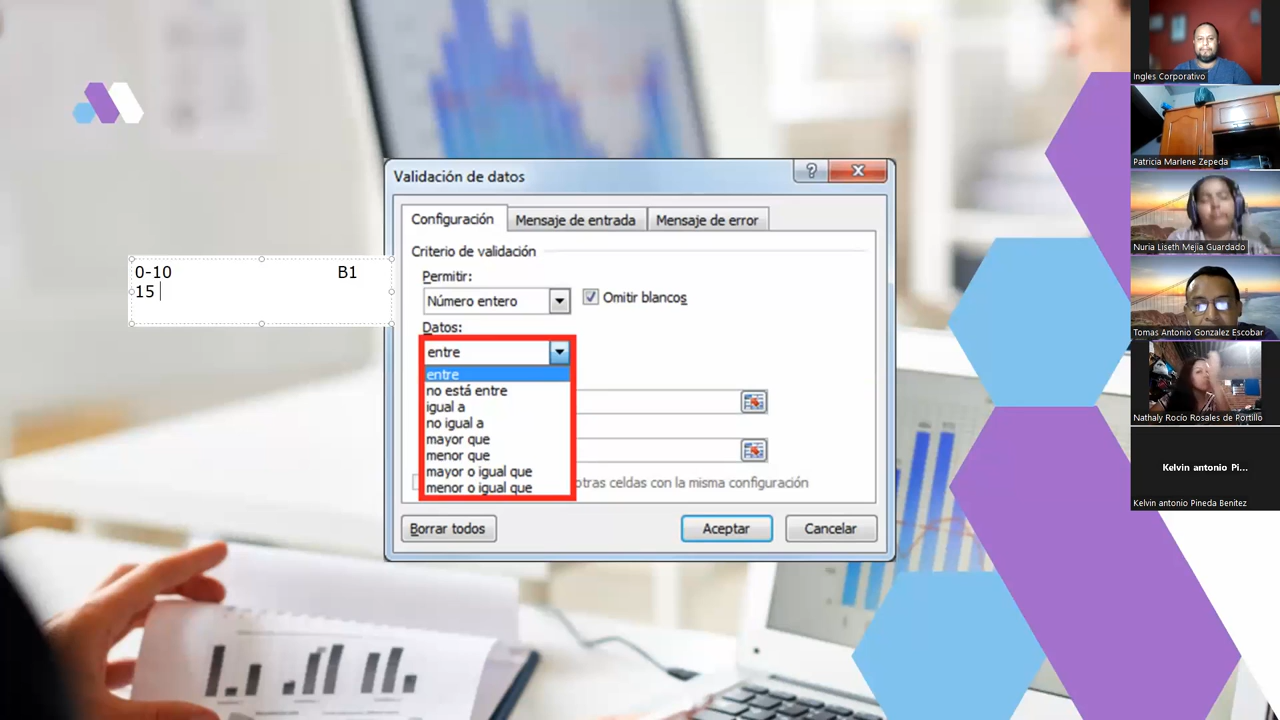 Validación de datos
Configuración Mensaje de entrada Mensaje de error
Criterio de validación
Permitir:
Número entero Omitir blancos
Datos:
entre
entre
no está entre
igual a
no igual a
mayor que
menor que
mayor o igual que
menor o igual que
otras celdas con la misma configuración
Borrar todos Aceptar Cancelar
0-10 B1
15
Ingles Corporativo
Patricia Marlene Zepeda
Nuria Liseth Mejía Guardado
Tomas Antonio Gonzalez Escobar
Nathaly Rocío Rosales de Portillo
Kelvin antonio Pi...
Kelvin antonio Pineda Benitez